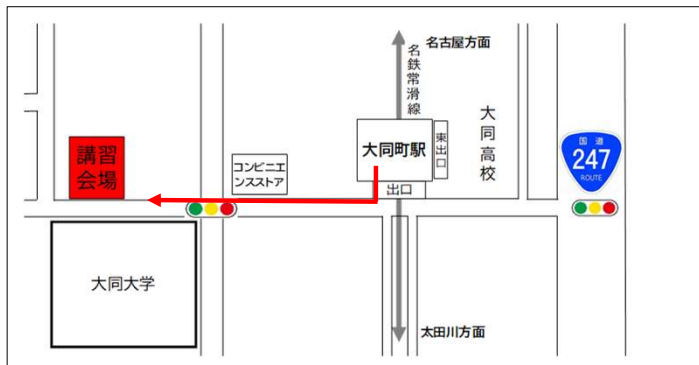 名古屋方面
名鉄常滑線
大同高校
国道
247
ROUTE
大同町駅
東出口
講習
会場
コンビニエ
ンスストア
出口
大同大学
太田川方面